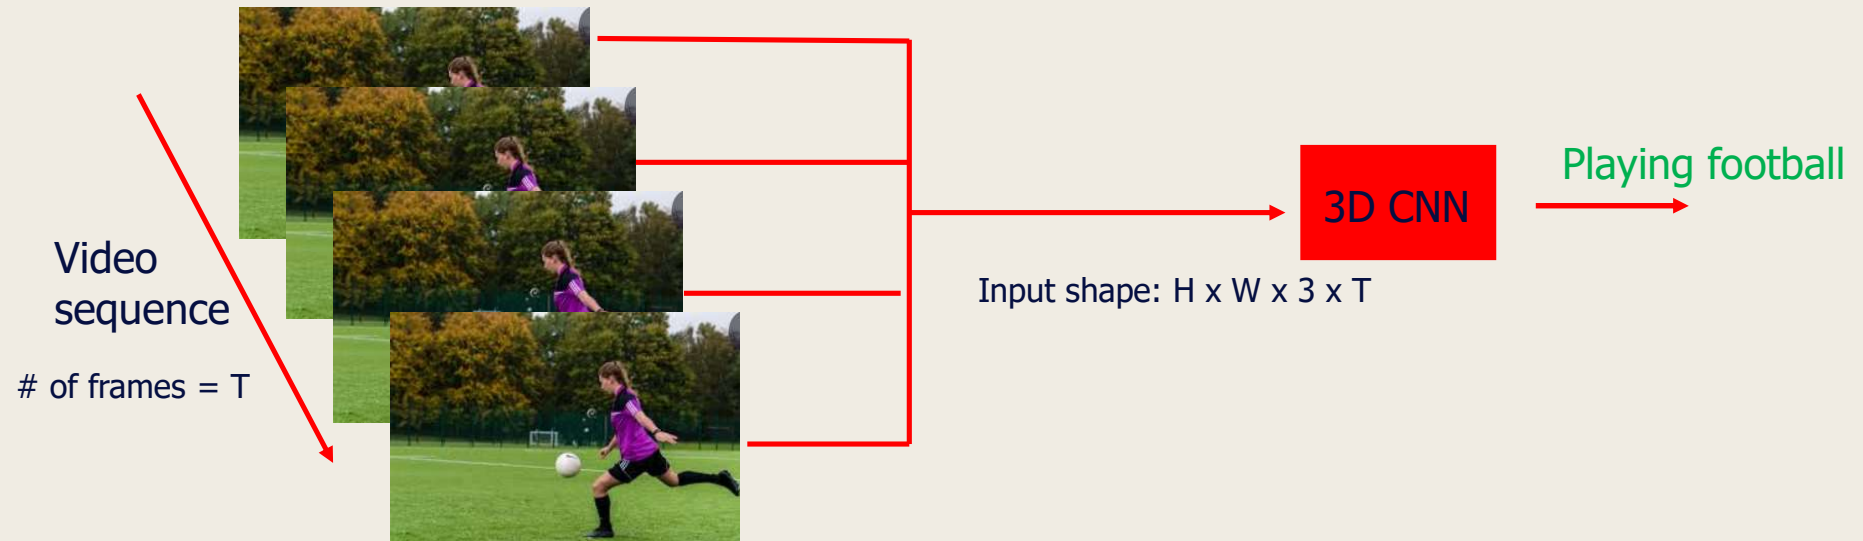 Video
sequence
# of frames = T
Input shape: H x W x 3 x T
3D CNN
Playing football